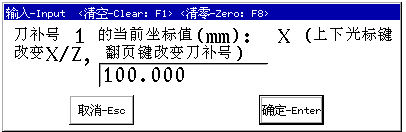 输入-Input <清空-Clear: F1> <清零-Zero: F8>
刀补号 1 的当前坐标值(mm): X (上下光标键
改变X/Z, 翻页键改变刀补号)
100.000
取消-Esc 确定-Enter